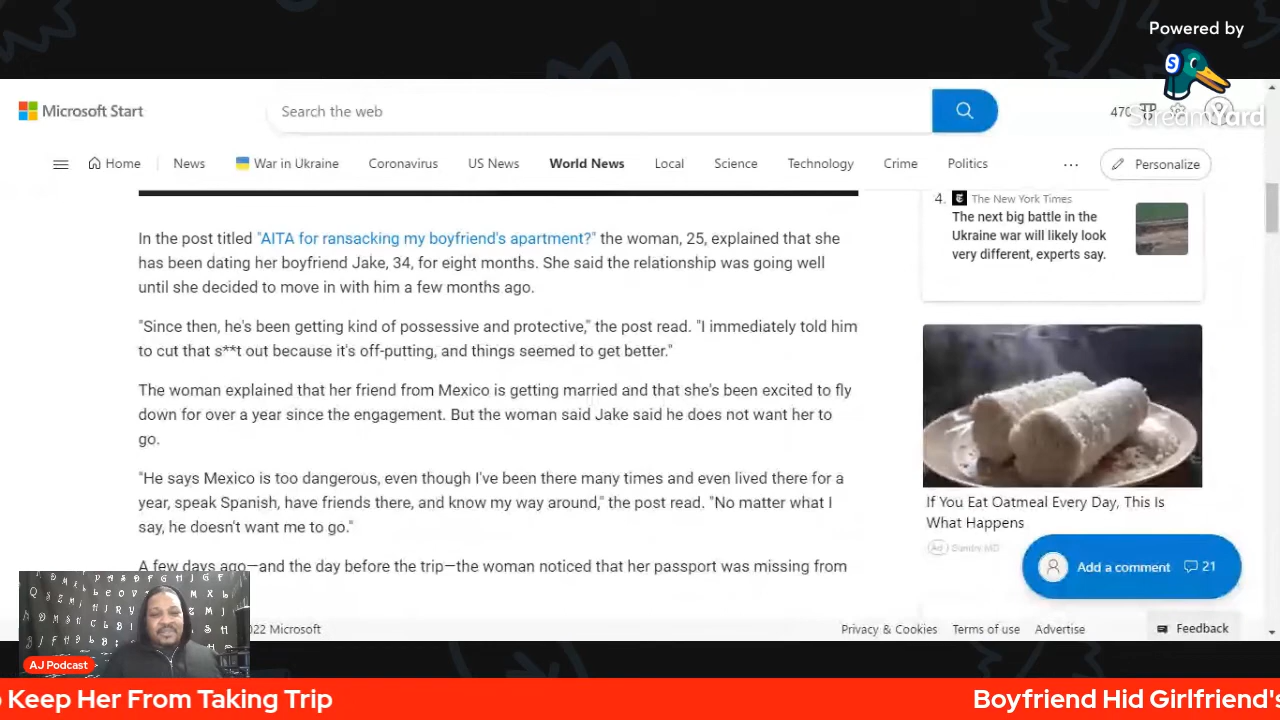 Powered by
StreamYard
Microsoft Start
Search the web
470
Home
News
War in Ukraine
Coronavirus
US News
World News
Local
Science
Technology
Crime
Politics
...
Personalize
In the post titled "AITA for ransacking my boyfriend's apartment?" the woman, 25, explained that she
has been dating her boyfriend Jake, 34, for eight months. She said the relationship was going well
until she decided to move in with him a few months ago.
"Since then, he's been getting kind of possessive and protective," the post read. "I immediately told him
to cut that s**t out because it's off-putting, and things seemed to get better."
The woman explained that her friend from Mexico is getting married and that she's been excited to fly
down for over a year since the engagement. But the woman said Jake said he does not want her to
go.
"He says Mexico is too dangerous, even though I've been there many times and even lived there for a
year, speak Spanish, have friends there, and know my way around," the post read. "No matter what I
say, he doesn't want me to go."
A few days ago—and the day before the trip—the woman noticed that her passport was missing from
4. The New York Times
The next big battle in the
Ukraine war will likely look
very different, experts say.
If You Eat Oatmeal Every Day, This Is
What Happens
Ad Gundry MD
Add a comment 21
2022 Microsoft
Privacy & Cookies
Terms of use
Advertise
Feedback
AJ Podcast
Keep Her From Taking Trip
Boyfriend Hid Girlfriend's